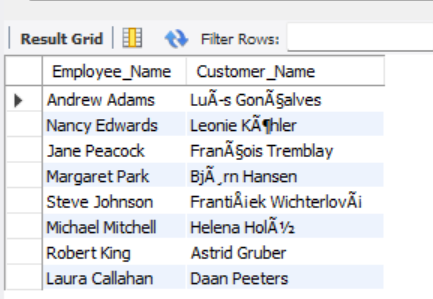 Result Grid Filter Rows:
Employee_Name Customer_Name
Andrew Adams LuÃ-s GonÃ§alves
Nancy Edwards Leonie KÃ¶hler
Jane Peacock FranÃ§ois Tremblay
Margaret Park BjÃ¸rn Hansen
Steve Johnson FrantiÅ¡ek WichterlovÃ¡
Michael Mitchell Helena HolÃ½
Robert King Astrid Gruber
Laura Callahan Daan Peeters